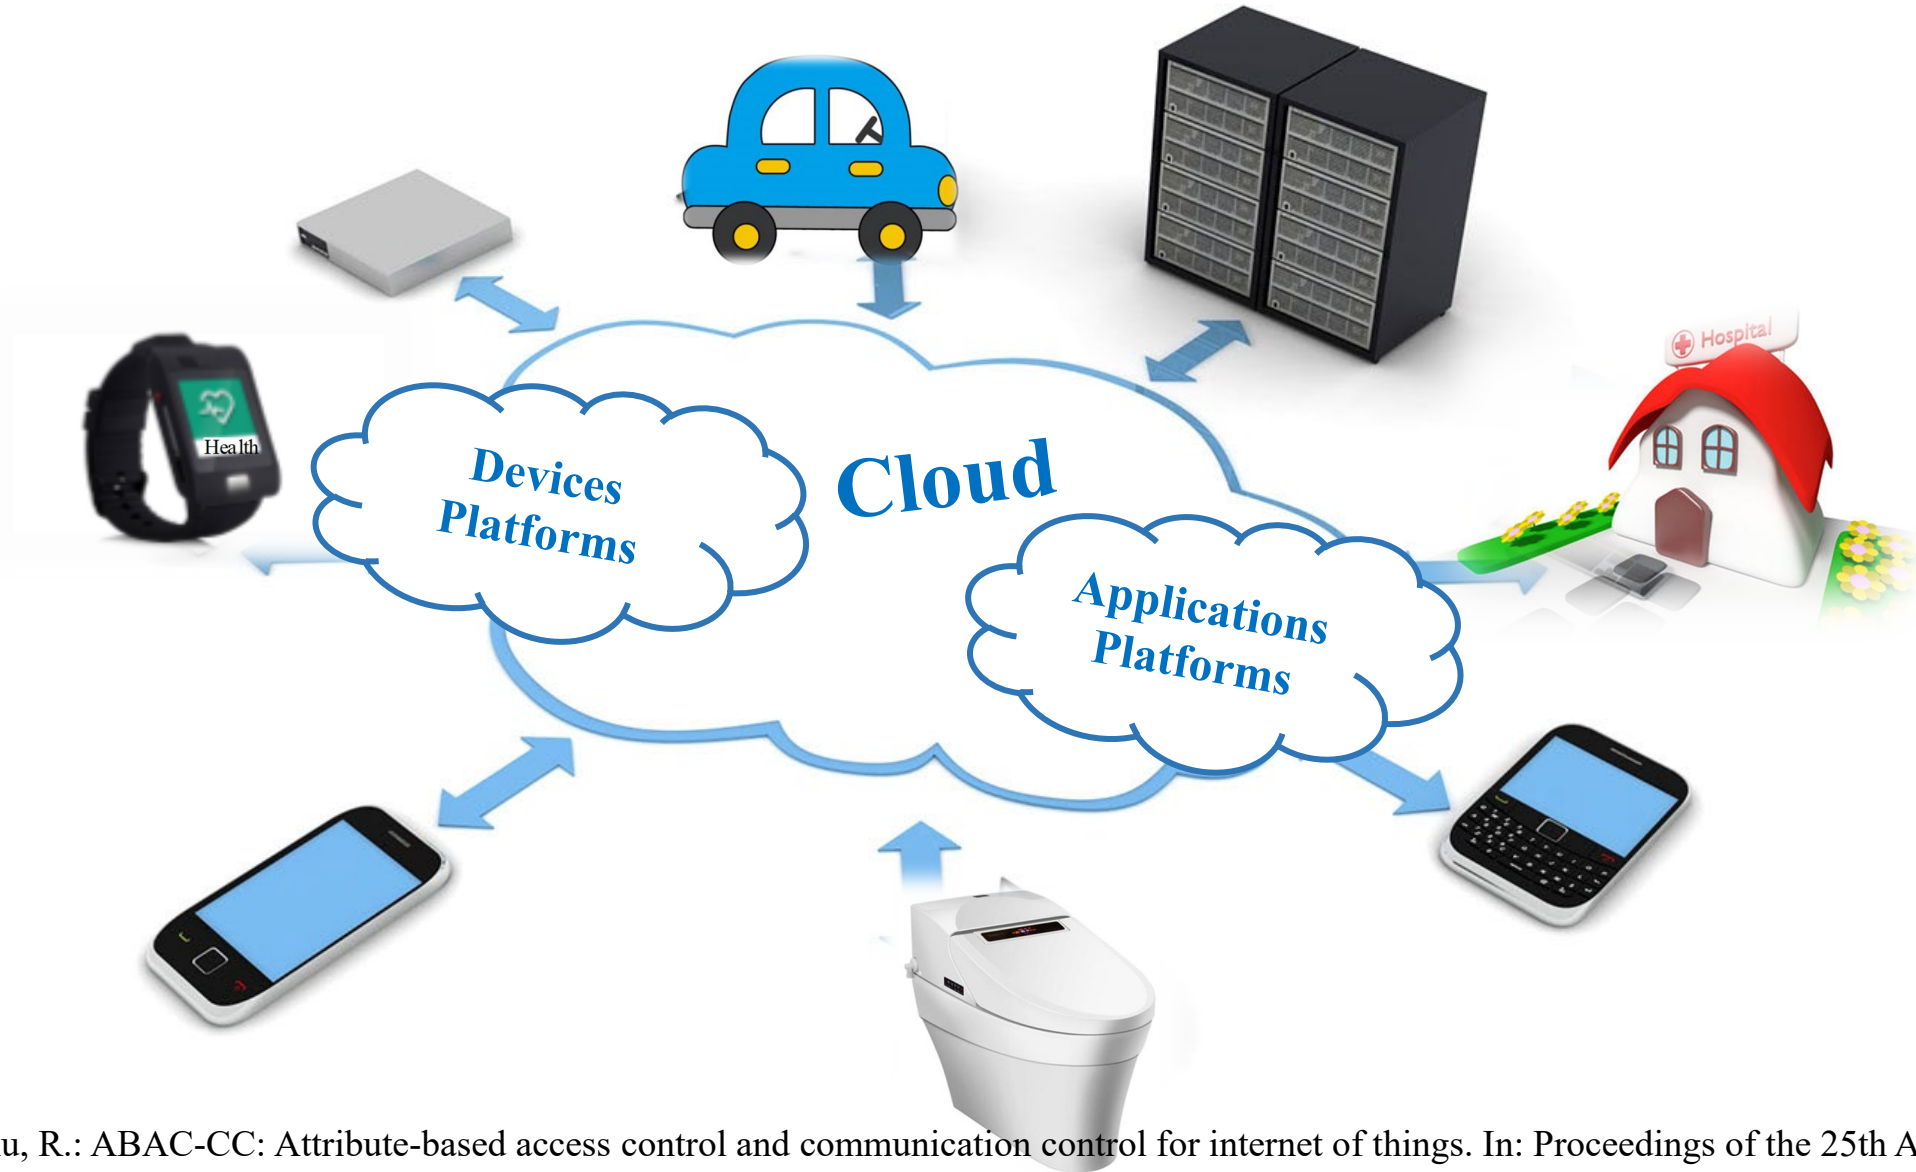 Hospital
Health
Devices
Platforms
Cloud
Applications
Platforms
u, R.: ABAC-CC: Attribute-based access control and communication control for internet of things. In: Proceedings of the 25th A